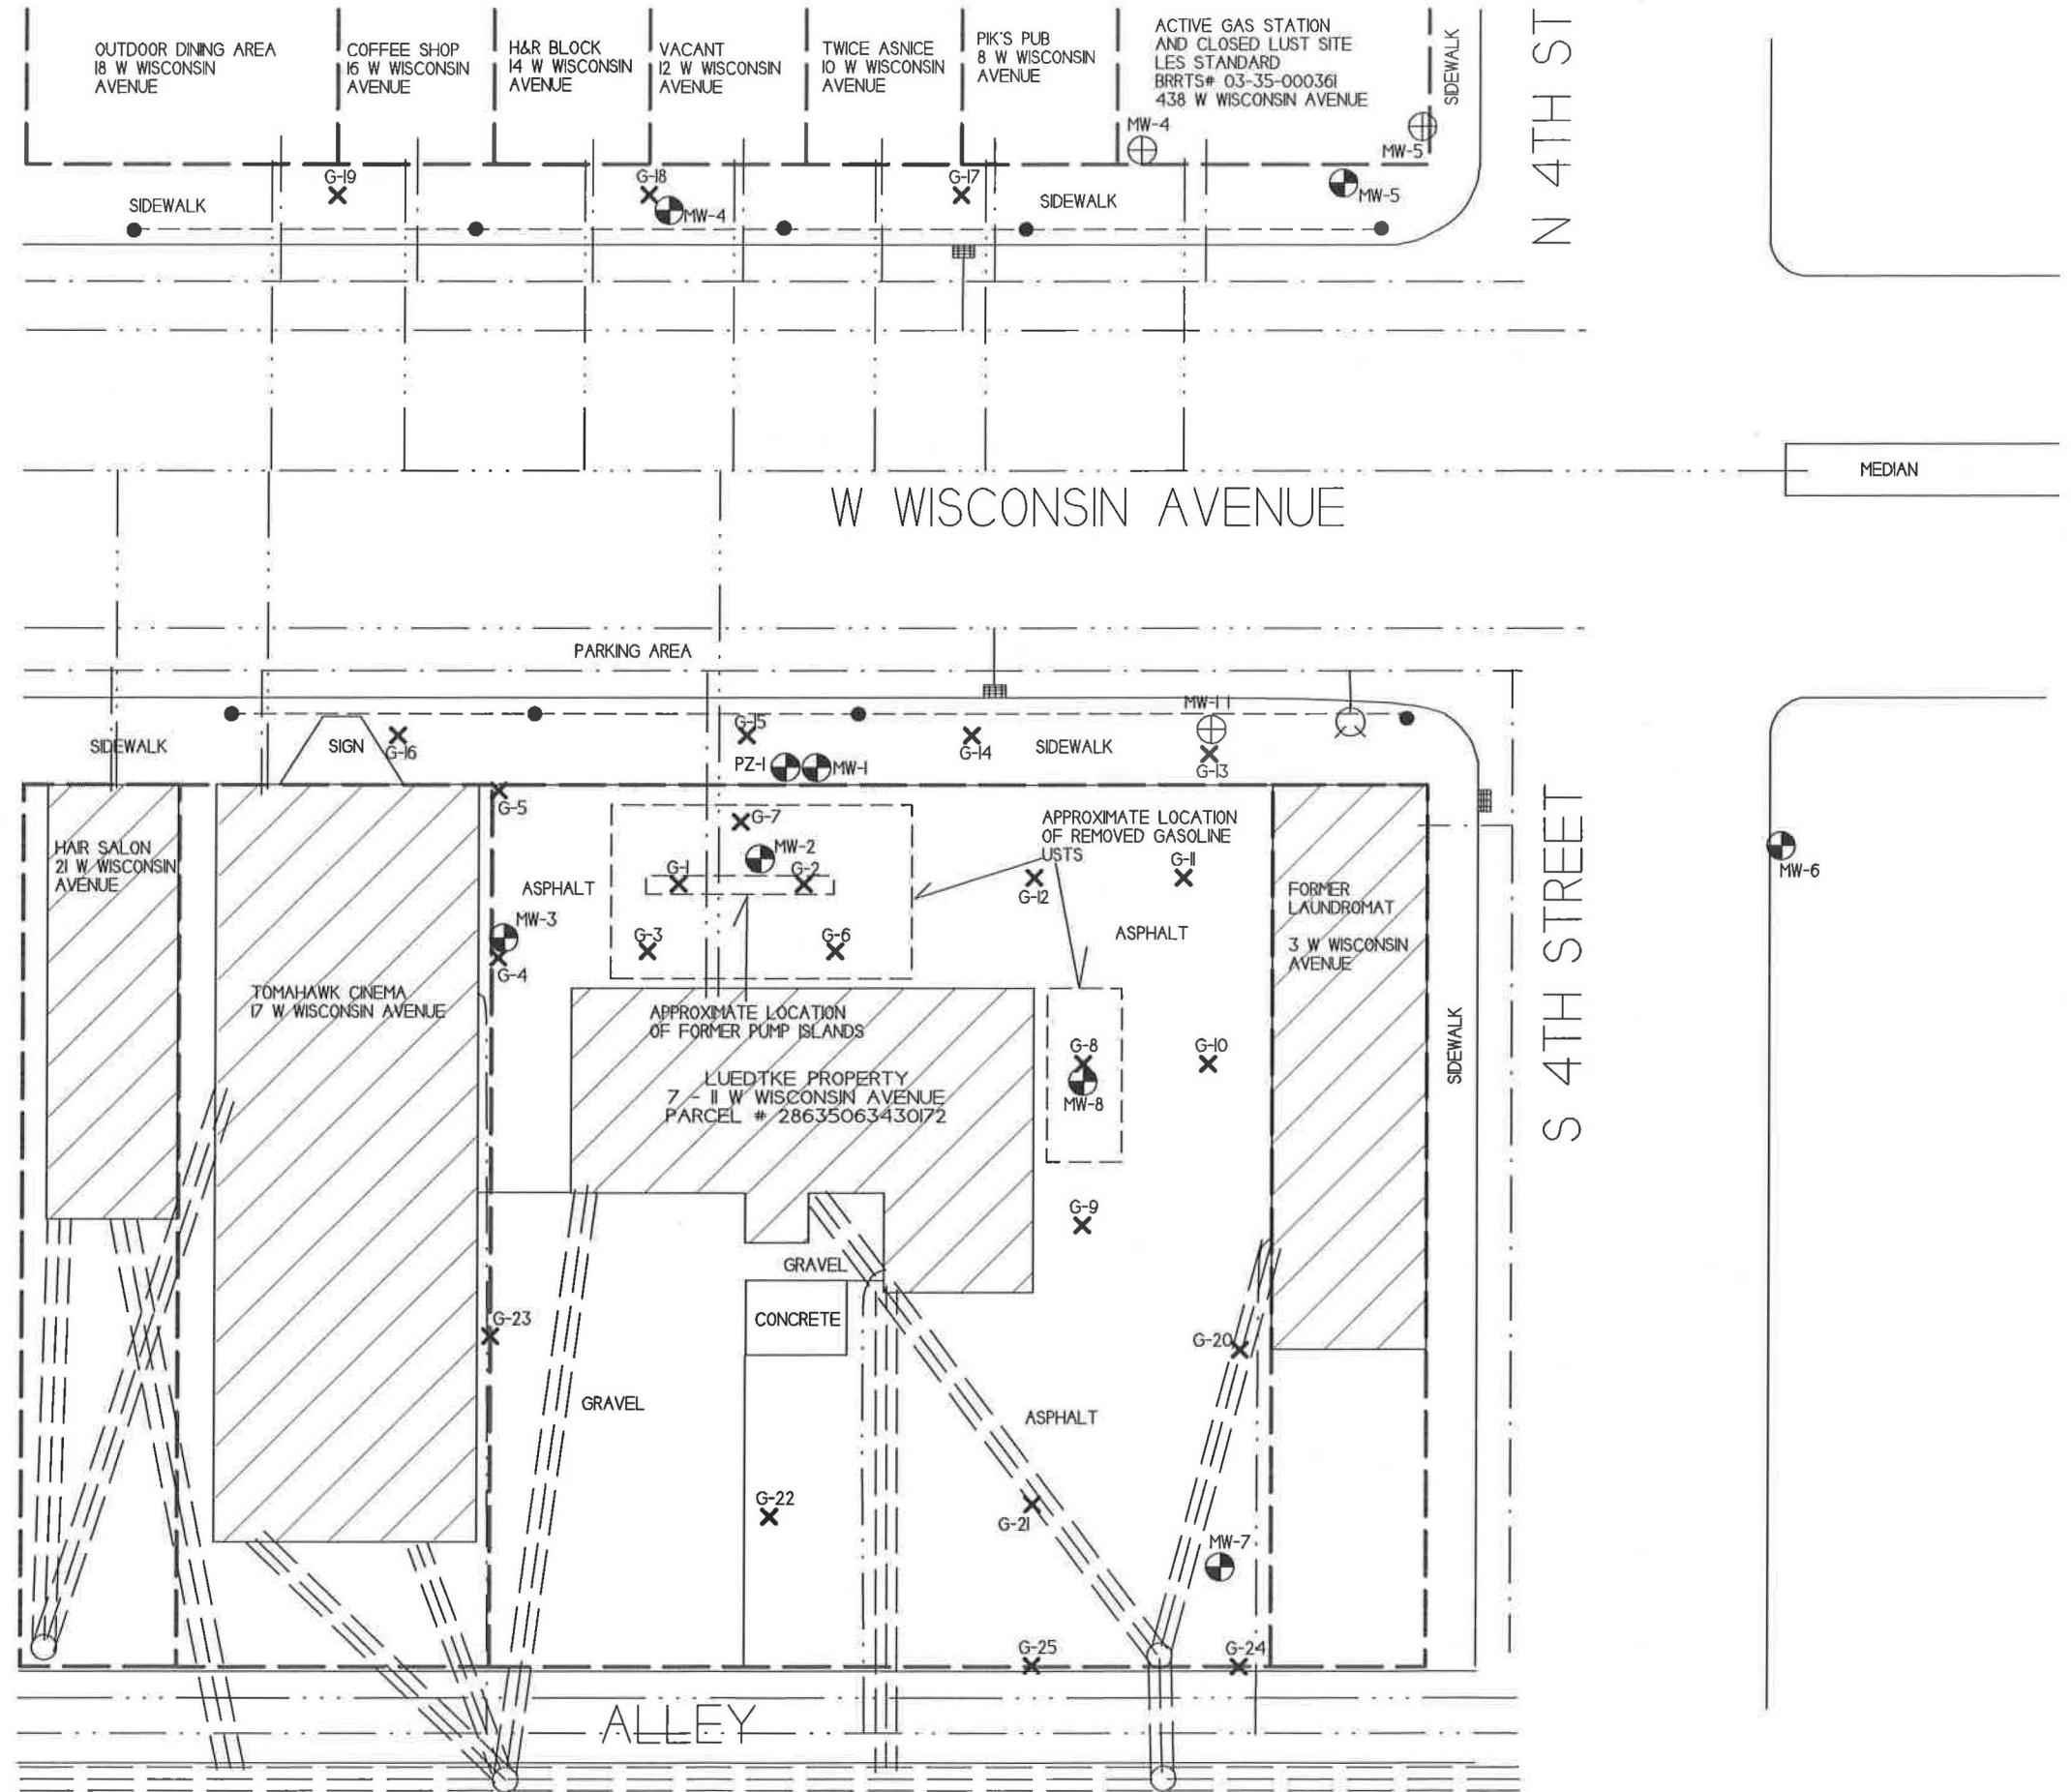 OUTDOOR DINING AREA
18 W WISCONSIN
AVENUE
COFFEE SHOP
16 W WISCONSIN
AVENUE
H&R BLOCK
14 W WISCONSIN
AVENUE
VACANT
12 W WISCONSIN
AVENUE
TWICE ASNICE
10 W WISCONSIN
AVENUE
PIK'S PUB
8 W WISCONSIN
AVENUE
ACTIVE GAS STATION
AND CLOSED LUST SITE
LES STANDARD
BRRTS# 03-35-000361
438 W WISCONSIN AVENUE
SIDEWALK
N 4TH ST
MW-4
MW-5
G-19
G-18
G-17
MW-4
MW-5
SIDEWALK
SIDEWALK
MEDIAN
W WISCONSIN AVENUE
PARKING AREA
SIDEWALK
SIGN
G-16
G-15
G-14
SIDEWALK
MW-11
G-13
PZ-1
MW-1
G-5
G-7
APPROXIMATE LOCATION
OF REMOVED GASOLINE
USTS
HAIR SALON
21 W WISCONSIN
AVENUE
MW-2
G-1
G-2
ASPHALT
G-12
G-11
MW-6
FORMER
LAUNDROMAT
3 W WISCONSIN
AVENUE
MW-3
G-4
G-3
G-6
ASPHALT
S 4TH STREET
TOMAHAWK CINEMA
17 W WISCONSIN AVENUE
APPROXIMATE LOCATION
OF FORMER PUMP ISLANDS
LUEDTKE PROPERTY
7 - 11 W WISCONSIN AVENUE
PARCEL # 28635063430172
G-8
MW-8
G-10
SIDEWALK
G-9
GRAVEL
CONCRETE
G-23
G-20
GRAVEL
ASPHALT
G-22
G-21
MW-7
G-25
G-24
ALLEY